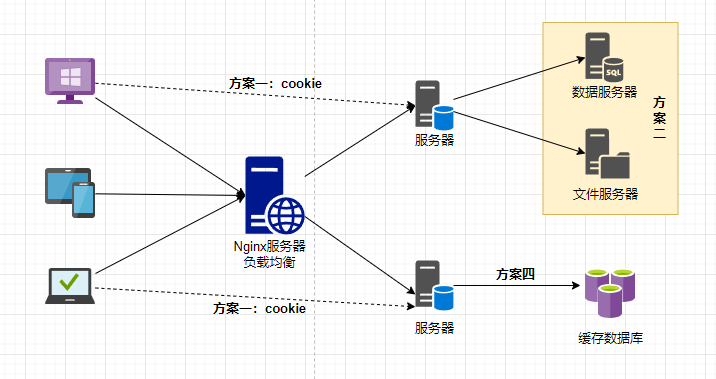 方案一：cookie
SQL
数据服务器
方案二
服务器
文件服务器
Nginx服务器
负载均衡
方案四
方案一：cookie
服务器
缓存数据库